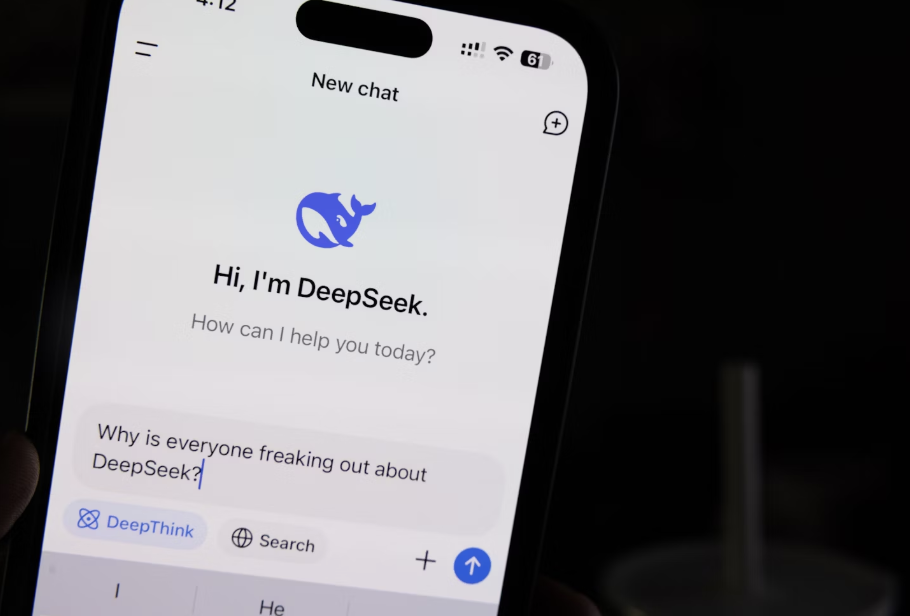 4:12
61
New chat
Hi, I'm DeepSeek.
How can I help you today?
Why is everyone freaking out about
DeepSeek?
DeepThink
Search
I
He